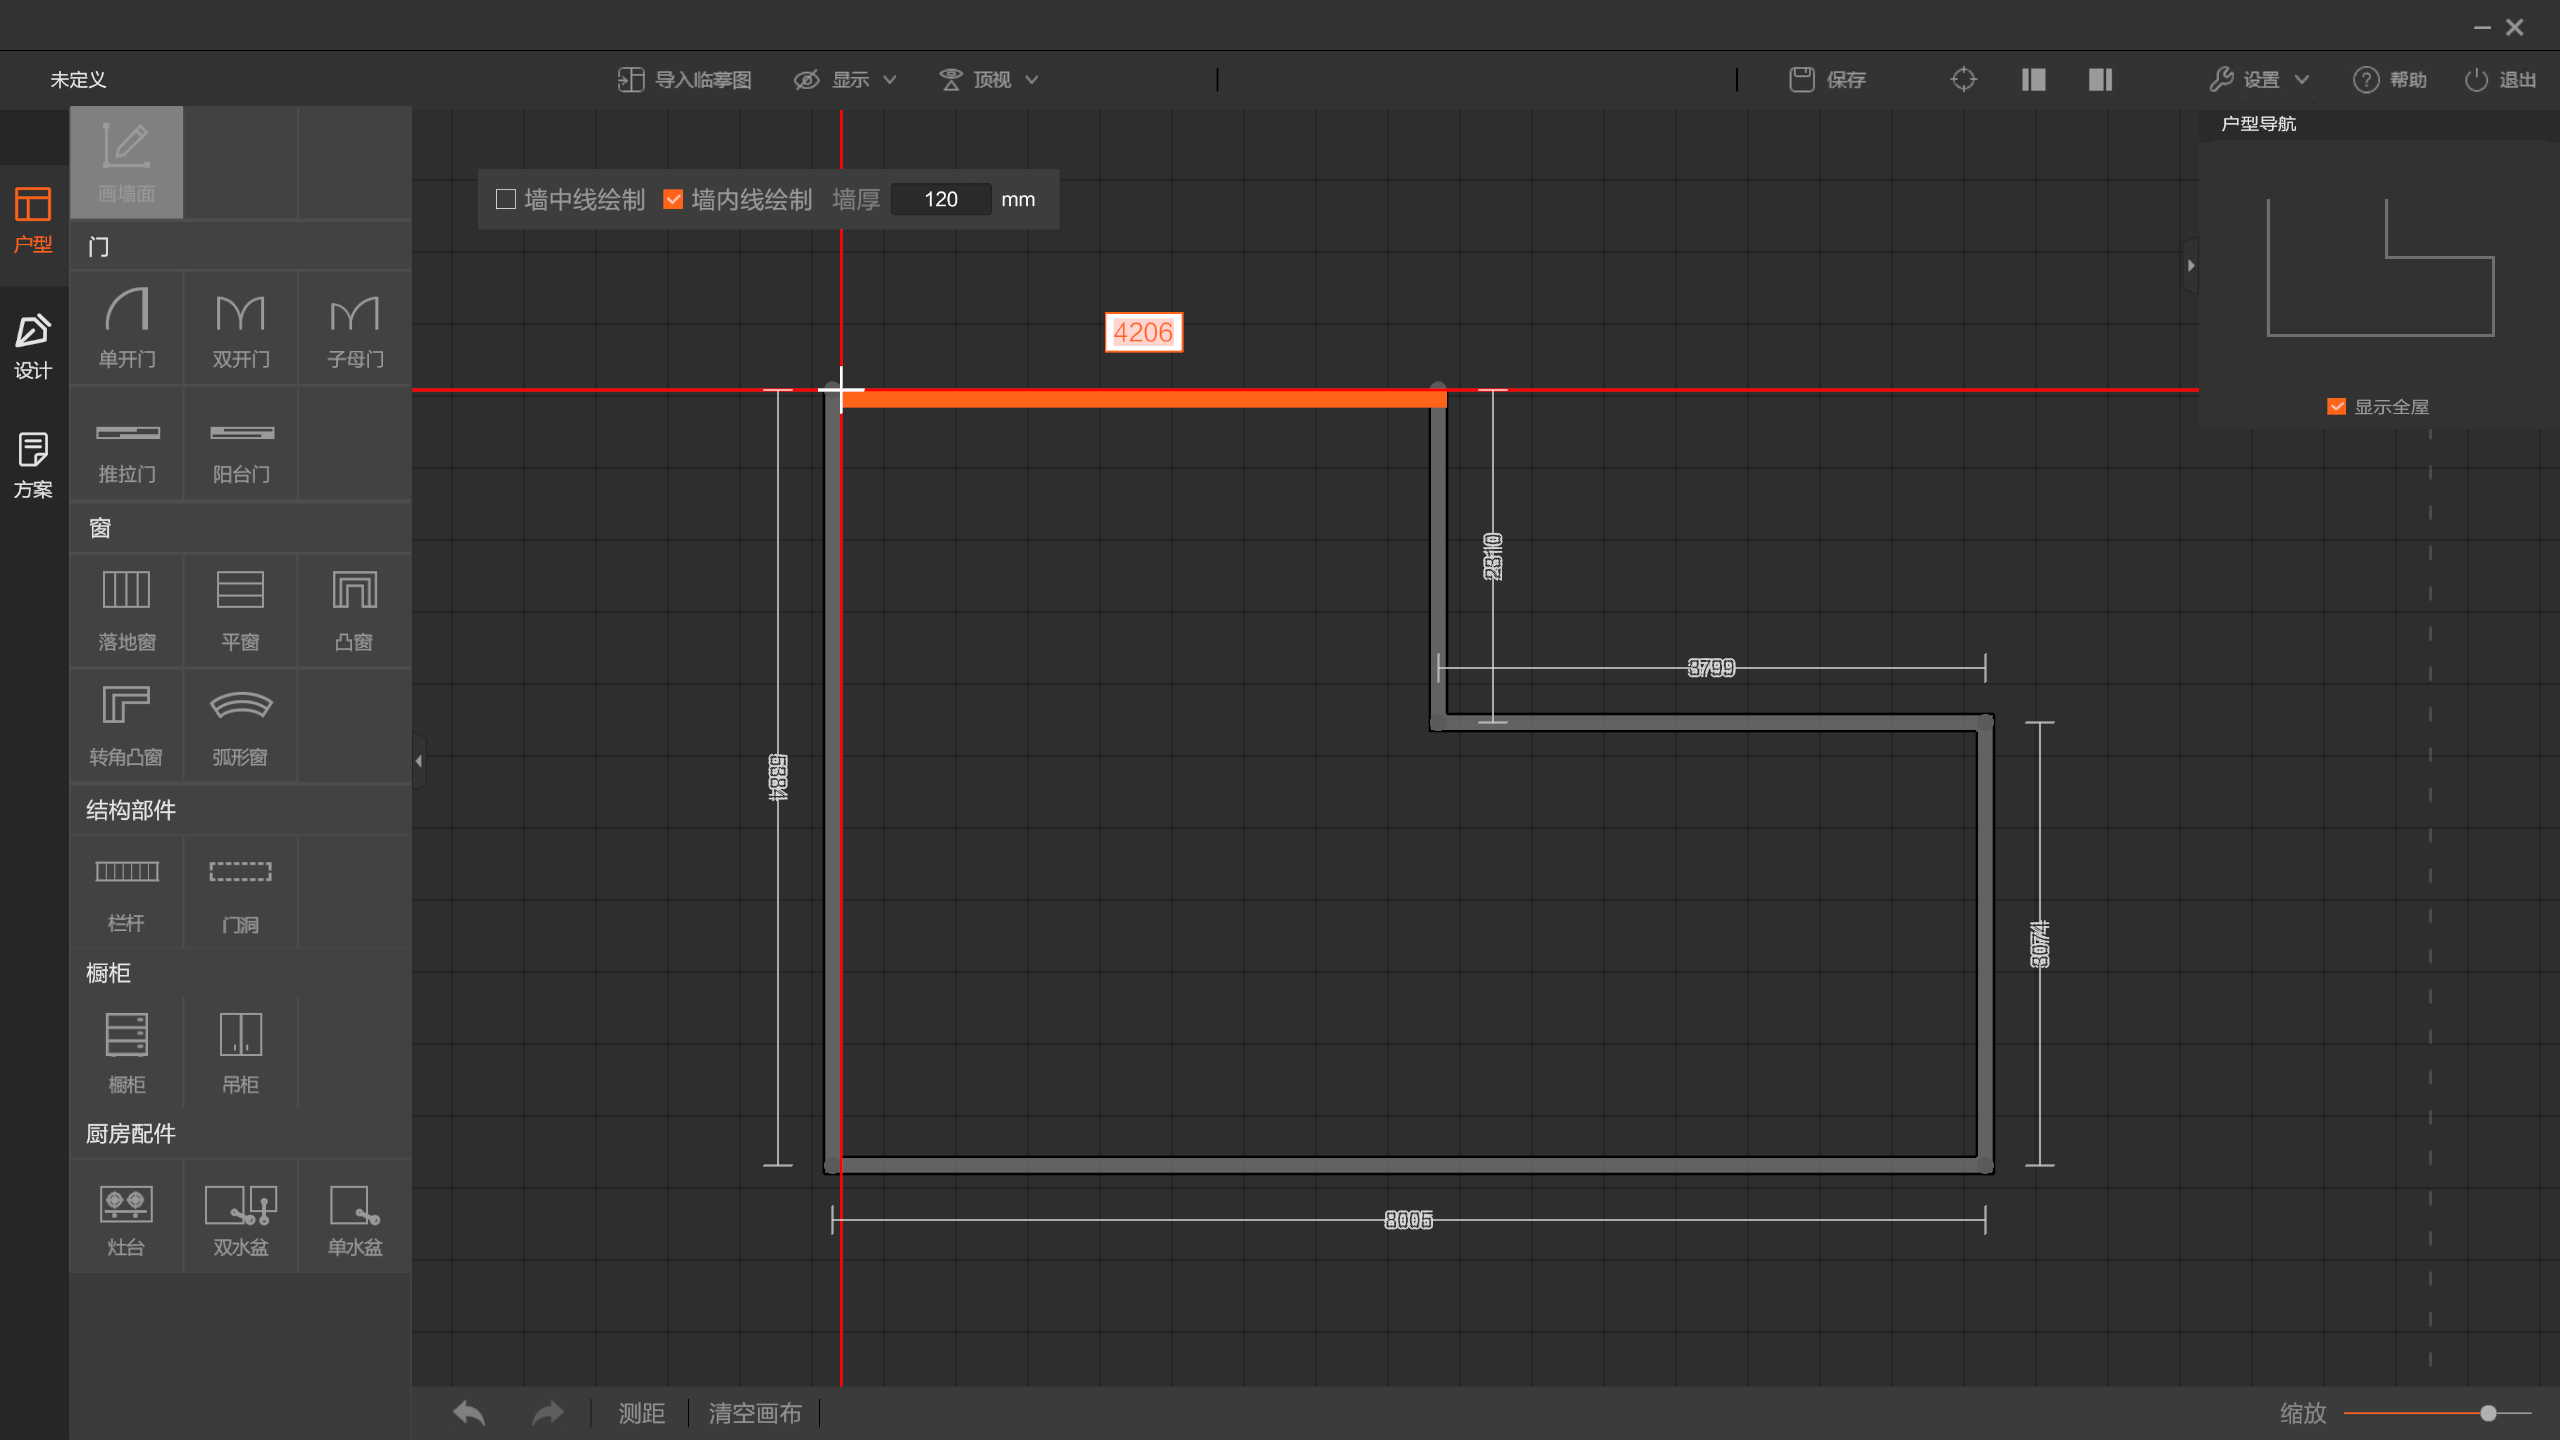 未定义
导入临摹图
显示
顶视
保存
设置
帮助
退出
户型
设计
方案
画墙面
门
单开门
双开门
子母门
推拉门
阳台门
窗
落地窗
平窗
凸窗
转角凸窗
弧形窗
结构部件
栏杆
门洞
橱柜
橱柜
吊柜
厨房配件
灶台
双水盆
单水盆
墙中线绘制 墙内线绘制 墙厚 120 mm
4206
2310
3799
5384
3074
8005
户型导航
显示全屋
测距
清空画布
缩放